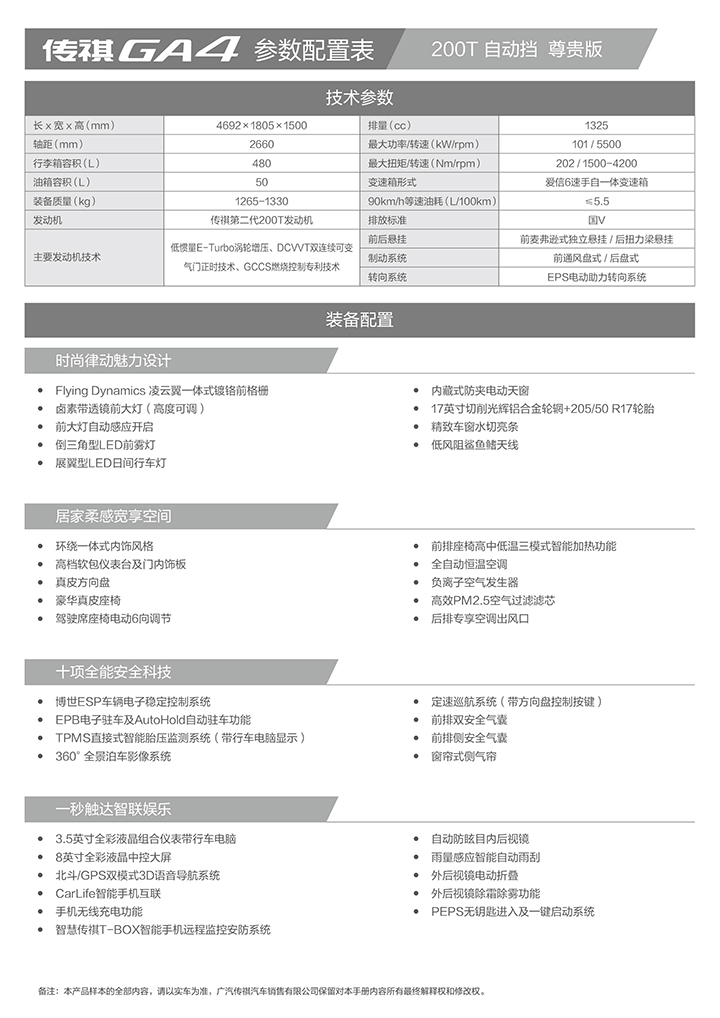 传祺GA4 参数配置表 200T 自动挡 尊贵版
技术参数
长 x 宽 x 高（mm） 4692×1805×1500 排量（cc） 1325
轴距（mm） 2660 最大功率/转速（kW/rpm） 101 / 5500
行李箱容积（L） 480 最大扭矩/转速（Nm/rpm） 202 / 1500-4200
油箱容积（L） 50 变速箱形式 爱信6速手自一体变速箱
装备质量（kg） 1265-1330 90km/h等速油耗（L/100km） ≤5.5
发动机 传祺第二代200T发动机 排放标准 国V
主要发动机技术 低惯量E-Turbo涡轮增压、DCVVT双连续可变
气门正时技术、GCCS燃烧控制专利技术
前后悬挂 前麦弗逊式独立悬挂 / 后扭力梁悬挂
制动系统 前通风盘式 / 后盘式
转向系统 EPS电动助力转向系统
装备配置
时尚律动魅力设计
• Flying Dynamics 凌云翼一体式镀铬前格栅
• 卤素带透镜前大灯（高度可调）
• 前大灯自动感应开启
• 倒三角型LED前雾灯
• 展翼型LED日间行车灯
• 内藏式防夹电动天窗
• 17英寸切削光辉铝合金轮辋+205/50 R17轮胎
• 精致车窗水切亮条
• 低风阻鲨鱼鳍天线
居家柔感宽享空间
• 环绕一体式内饰风格
• 高档软包仪表台及门内饰板
• 真皮方向盘
• 豪华真皮座椅
• 驾驶席座椅电动6向调节
• 前排座椅高中低温三模式智能加热功能
• 全自动恒温空调
• 负离子空气发生器
• 高效PM2.5空气过滤滤芯
• 后排专享空调出风口
十项全能安全科技
• 博世ESP车辆电子稳定控制系统
• EPB电子驻车及AutoHold自动驻车功能
• TPMS直接式智能胎压监测系统（带行车电脑显示）
• 360° 全景泊车影像系统
• 定速巡航系统（带方向盘控制按键）
• 前排双安全气囊
• 前排侧安全气囊
• 窗帘式侧气帘
一秒触达智联娱乐
• 3.5英寸全彩液晶组合仪表带行车电脑
• 8英寸全彩液晶中控大屏
• 北斗/GPS双模式3D语音导航系统
• CarLife智能手机互联
• 手机无线充电功能
• 智慧传祺T-BOX智能手机远程监控安防系统
• 自动防眩目内后视镜
• 雨量感应智能自动雨刮
• 外后视镜电动折叠
• 外后视镜除霜除雾功能
• PEPS无钥匙进入及一键启动系统
备注：本产品样本的全部内容，请以实车为准，广汽传祺汽车销售有限公司保留对本手册内容所有最终解释权和修改权。